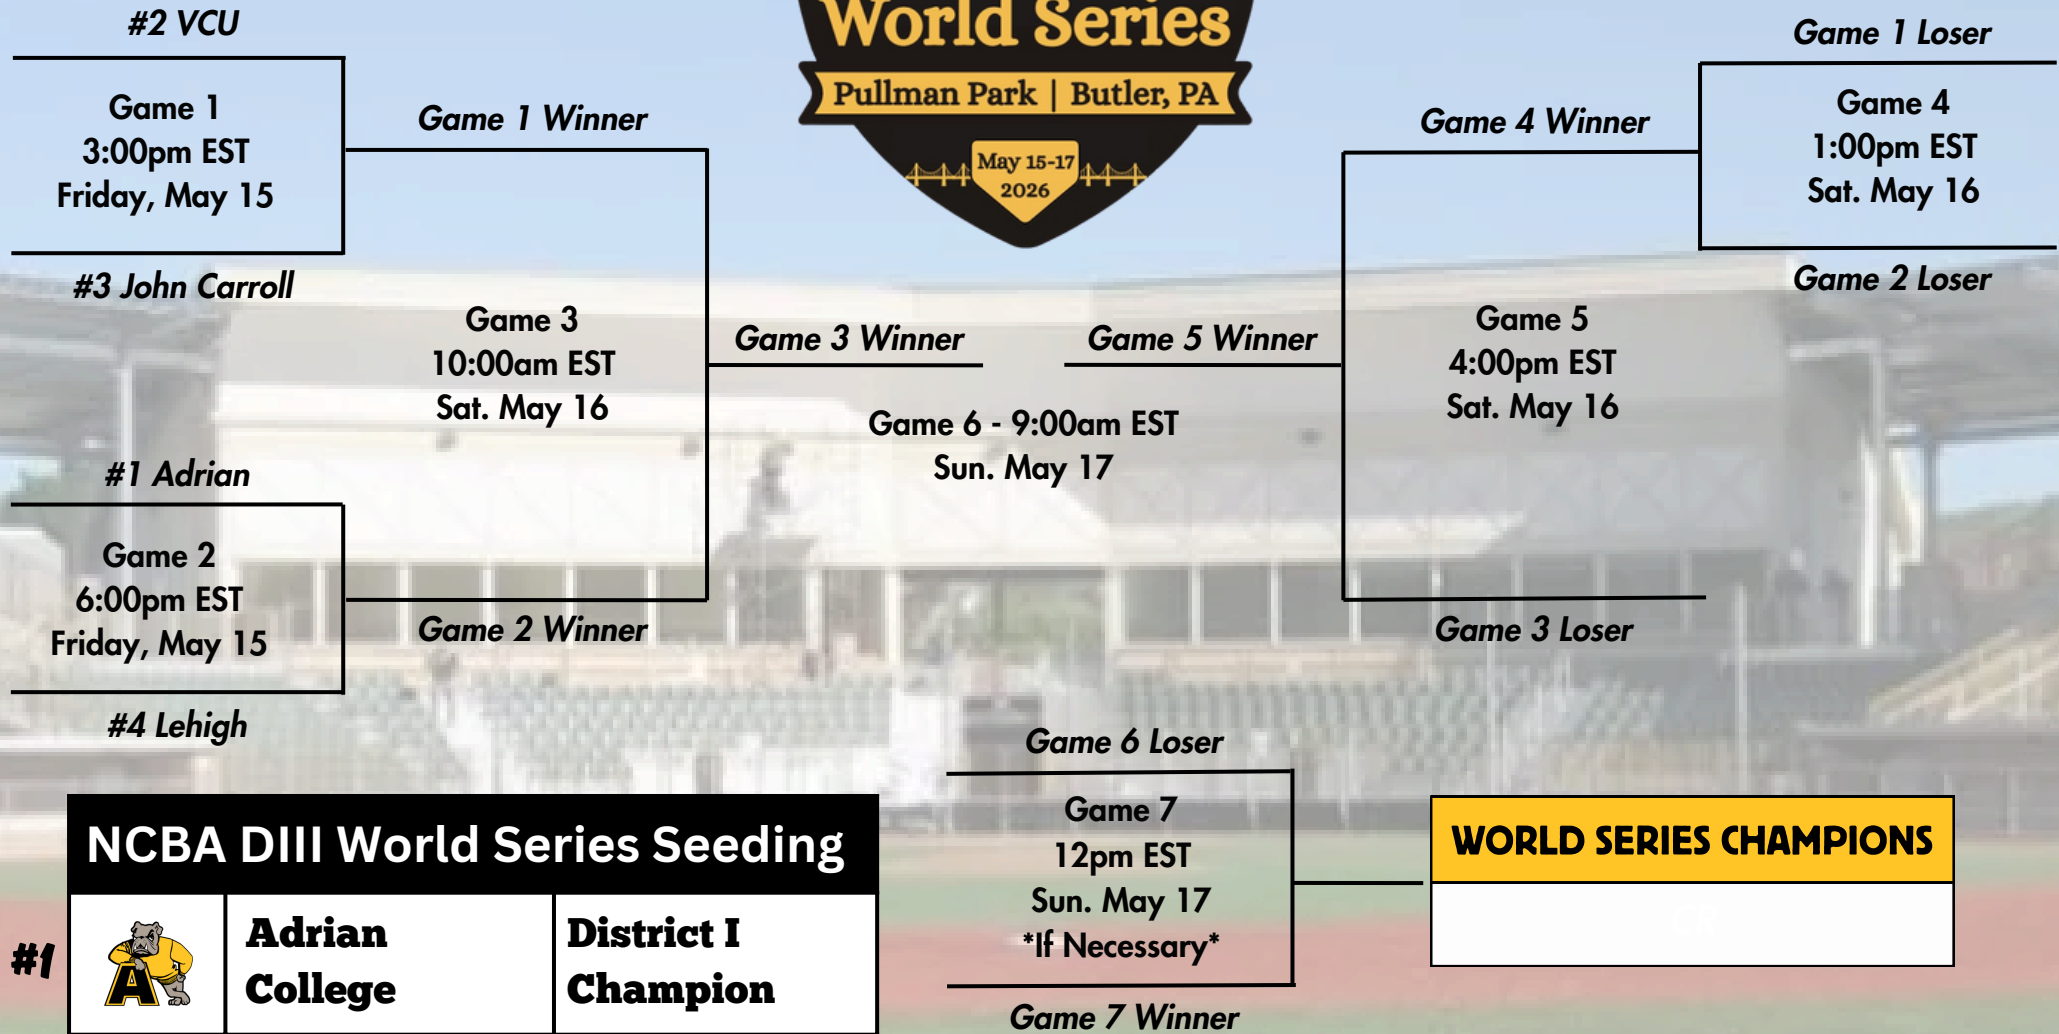 World Series
Pullman Park | Butler, PA
May 15-17
2026
#2 VCU
Game 1
3:00pm EST
Friday, May 15
#3 John Carroll
Game 1 Winner
Game 3
10:00am EST
Sat. May 16
#1 Adrian
Game 2
6:00pm EST
Friday, May 15
#4 Lehigh
Game 2 Winner
Game 3 Winner
Game 5 Winner
Game 6 - 9:00am EST
Sun. May 17
Game 1 Loser
Game 4
1:00pm EST
Sat. May 16
Game 2 Loser
Game 4 Winner
Game 5
4:00pm EST
Sat. May 16
Game 3 Loser
Game 6 Loser
Game 7
12pm EST
Sun. May 17
*If Necessary*
Game 7 Winner
WORLD SERIES CHAMPIONS
CR
NCBA DIII World Series Seeding
#1
A
Adrian
College
District I
Champion